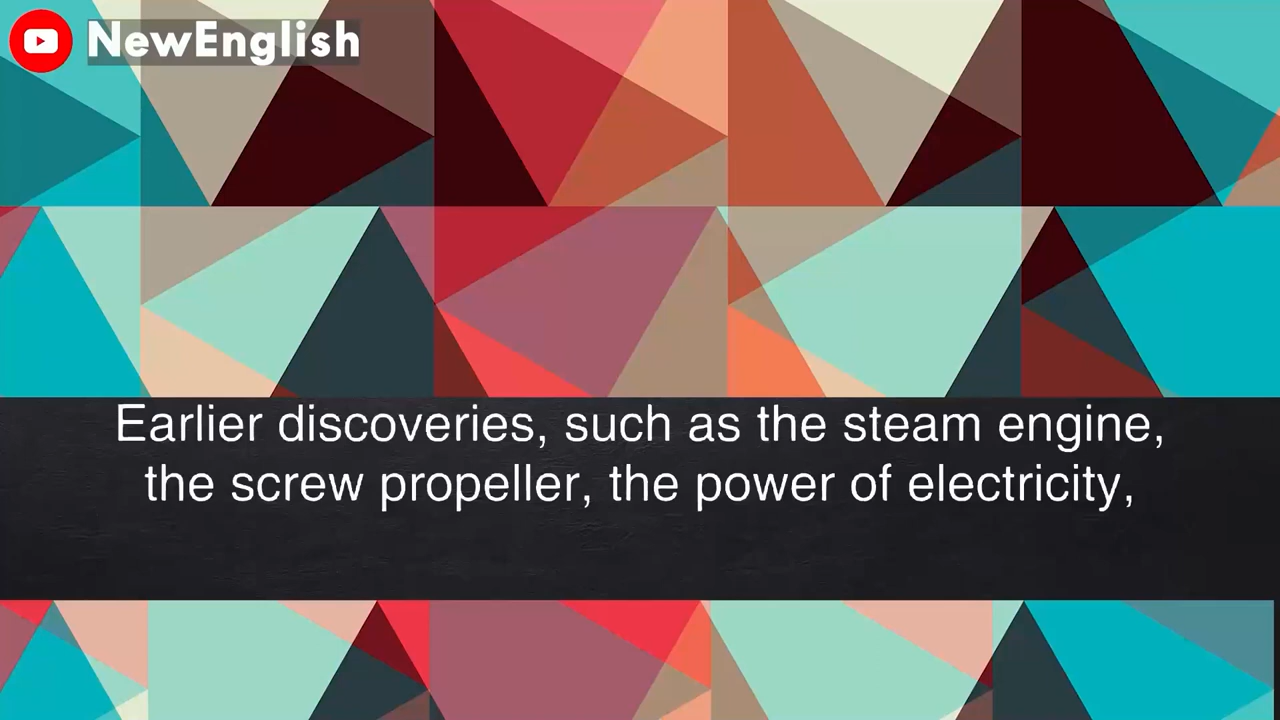 NewEnglish
Earlier discoveries, such as the steam engine,
the screw propeller, the power of electricity,